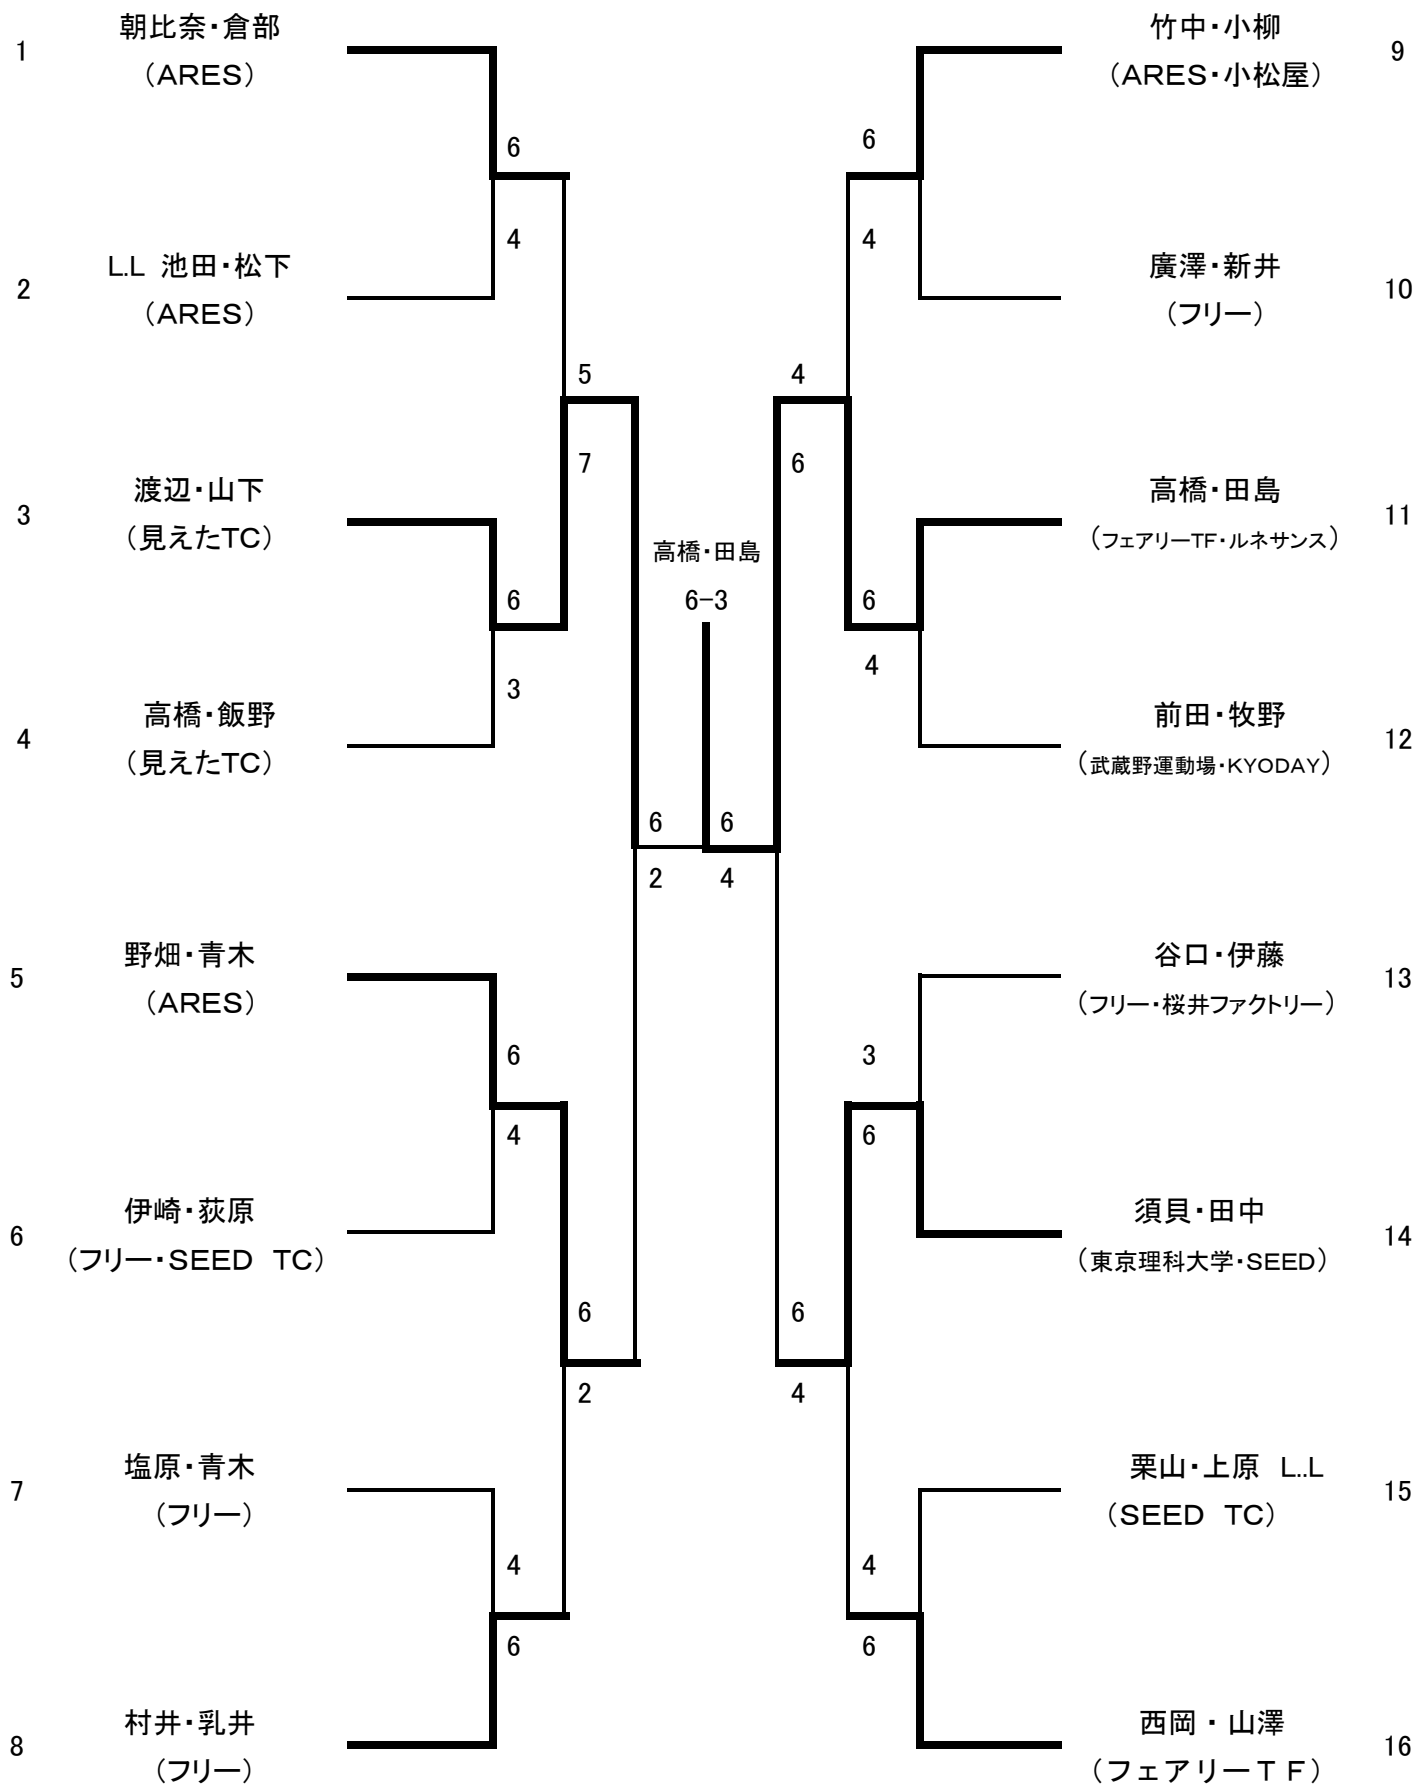 1
朝比奈・倉部
(ARES)
6
4
2
L.L 池田・松下
(ARES)
5
7
3
渡辺・山下
(見えたTC)
6
3
4
高橋・飯野
(見えたTC)
6
2
5
野畑・青木
(ARES)
6
4
6
伊崎・荻原
(フリー・SEED TC)
6
2
7
塩原・青木
(フリー)
4
6
8
村井・乳井
(フリー)
高橋・田島
6-3
竹中・小柳
(ARES・小松屋)
9
6
4
廣澤・新井
(フリー)
10
4
6
高橋・田島
(フェアリーTF・ルネサンス)
11
6
4
前田・牧野
(武蔵野運動場・KYODAY)
12
6
4
谷口・伊藤
(フリー・桜井ファクトリー)
13
3
6
須貝・田中
(東京理科大学・SEED)
14
6
4
栗山・上原 L..L
(SEED TC)
15
4
6
西岡・山澤
(フェアリーＴＦ)
16